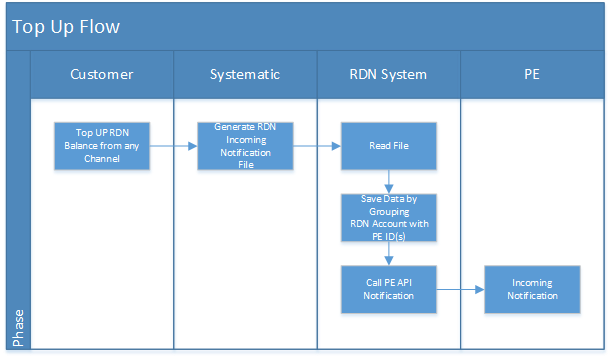 Top Up Flow
Customer
Systematic
RDN System
PE
Phase
Top UP RDN
Balance from any
Channel
Generate RDN
Incoming
Notification
File
Read File
Save Data by
Grouping
RDN Account with
PE ID(s)
Call PE API
Notification
Incoming
Notification